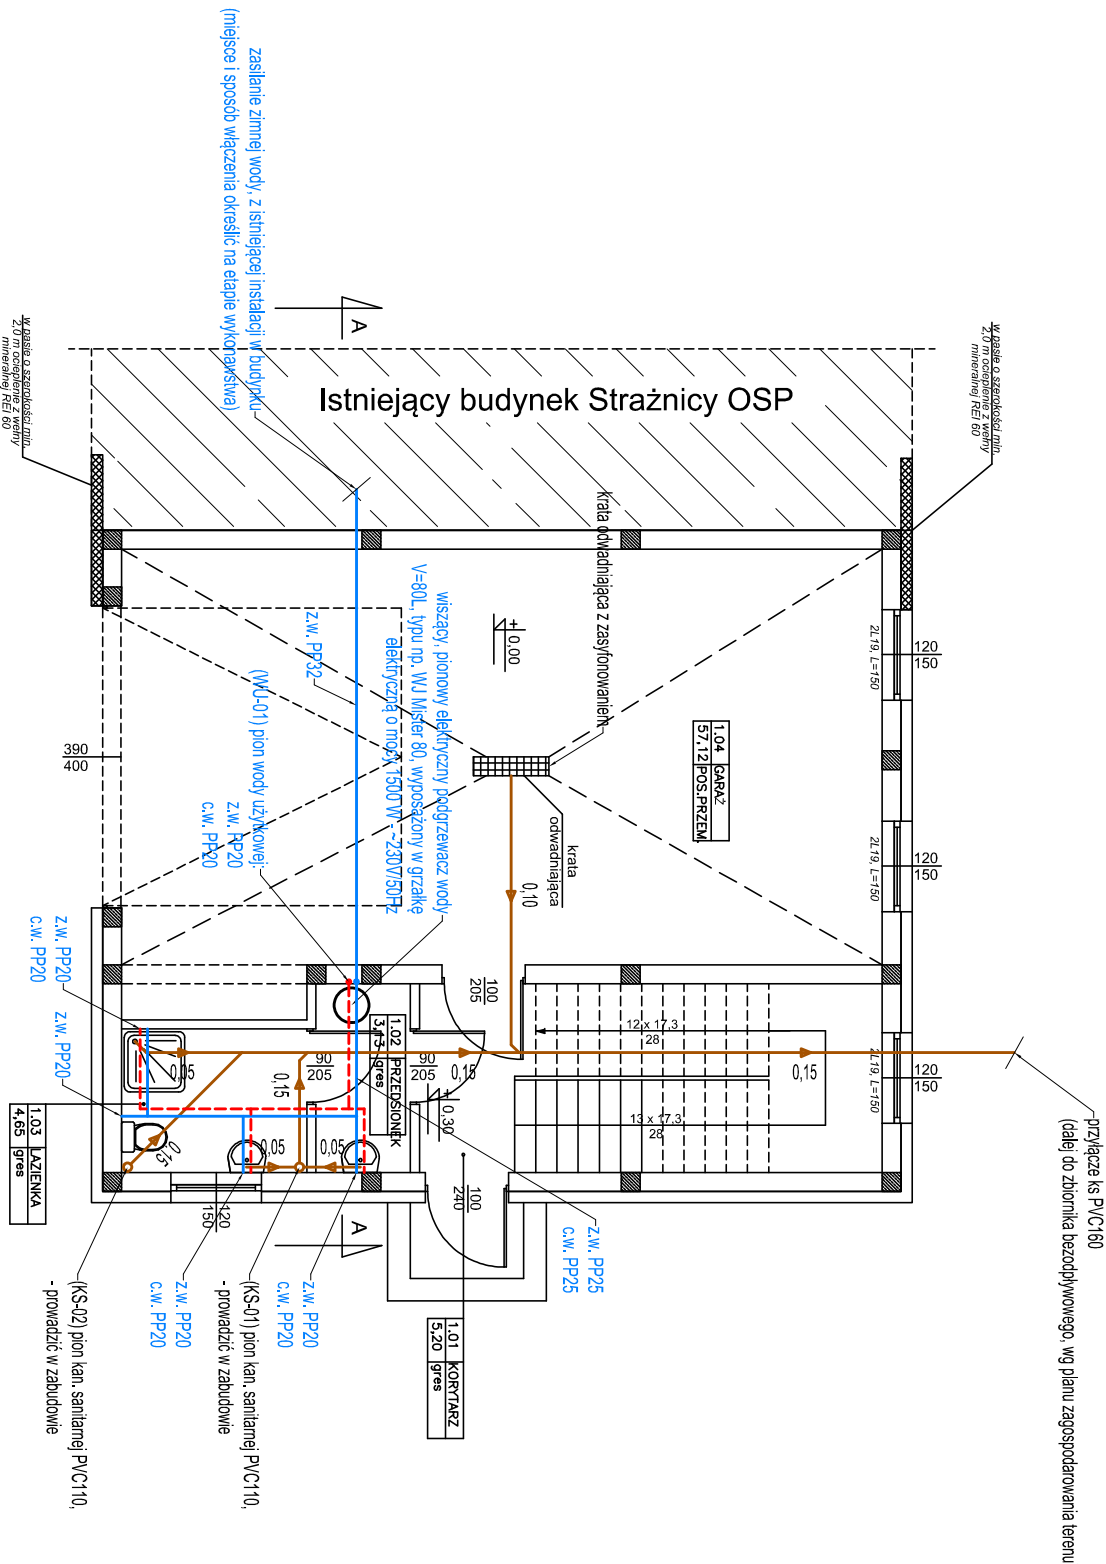 zasilanie zimnej wody, z istniejącej instalacji w budynku
(miejsce i sposób włączenia określić na etapie wykonawstwa)
A
w pasie o szerokości min.
2,0 m ocieplenie z wełny
mineralnej REI 60
w pasie o szerokości min.
2,0 m ocieplenie z wełny
mineralnej REI 60
Istniejący budynek Strażnicy OSP
krata odwadniająca z zasyfonowaniem
+ 0,00
wiszący, pionowy elektryczny podgrzewacz wody
V=80L, typu np. WJ Mister 80, wyposażony w grzałkę
elektryczną o mocy 1500 W - ~230V/50Hz
z.w. PP32
(WU-01) pion wody użytkowej:
z.w. PP20
c.w. PP20
390
400
1.04 GARAŻ
57,12 POS.PRZEM.
krata
odwadniająca
0,10
120
150
2L19, L=150
120
150
2L19, L=150
120
150
2L19, L=150
z.w. PP20
c.w. PP20
z.w. PP20
100
205
1.02 PRZEDSIONEK
3,13 gres
90
205
90
205
0,15
0,15
0,15
0,05
0,05
0,05
0,15
+ 0,30
12 x 17,3
28
13 x 17,3
28
1.03 ŁAZIENKA
4,65 gres
120
150
100
240
A
z.w. PP25
c.w. PP25
z.w. PP20
c.w. PP20
z.w. PP20
c.w. PP20
1.01 KORYTARZ
5,20 gres
(KS-01) pion kan. sanitarnej PVC110,
- prowadzić w zabudowie
(KS-02) pion kan. sanitarnej PVC110,
- prowadzić w zabudowie
przyłącze ks PVC160
(dalej do zbiornika bezodpływowego, wg planu zagospodarowania terenu